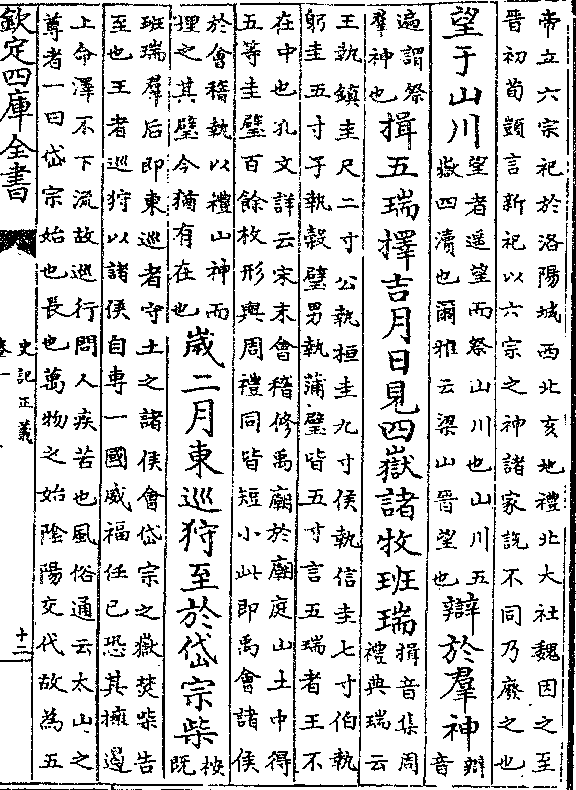 帝立六宗祀於洛陽城西北亥地禮北大社魏因之至
晉初荀顗言新祀以六宗之神諸家說不同乃廢之也
望于山川
望者遥望而祭山川也山川五
嶽四瀆也爾雅云梁山晉望也
辯於羣神
辯
音
遍謂祭
羣神也
揖五瑞擇吉月日見四嶽諸牧班瑞
揖音集周
禮典瑞云
王執鎮圭尺二寸 公執桓圭九寸侯執信圭七寸伯執
躬圭五寸子執穀璧男執蒲璧皆五寸言五瑞者王不
在中也孔文詳云宋末會稽修禹廟於廟庭山土中得
五等圭璧百餘枚形與周禮同皆短小此即禹會諸侯
於會稽執以禮山神而
埋之其璧今猶有在也
歲二月東巡狩至於岱宗柴
桉
既
班瑞羣后即東巡者守土之諸侯會岱宗之嶽焚柴告
至也王者巡狩以諸侯自專一國威福任已恐其擁遏
上命澤不下流故巡行問人疾苦也風俗通云太山之
尊者一曰岱宗始也長也萬物之始陰陽交代故為五
欽定四庫全書
史記正義
卷一
十二